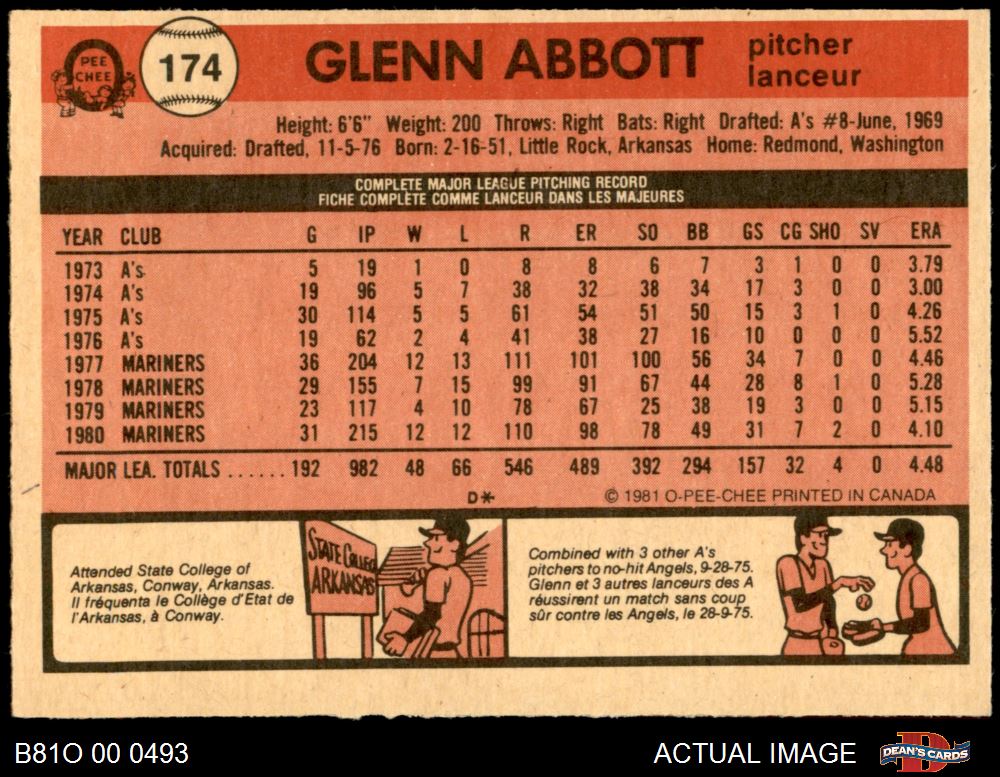 PEE
CHEE
174
GLENN ABBOTT
pitcher
lanceur
Height: 6'6" Weight: 200 Throws: Right Bats: Right Drafted: A's #8-June, 1969
Acquired: Drafted, 11-5-76 Born: 2-16-51, Little Rock, Arkansas Home: Redmond, Washington
COMPLETE MAJOR LEAGUE PITCHING RECORD
FICHE COMPLÈTE COMME LANCEUR DANS LES MAJEURES
YEAR CLUB G IP W L R ER SO BB GS CG SHO SV ERA
1973 A's 5 19 1 0 8 8 6 7 3 1 0 0 3.79
1974 A's 19 96 5 7 38 32 38 34 17 3 0 0 3.00
1975 A's 30 114 5 5 61 54 51 50 15 3 1 0 4.26
1976 A's 19 62 2 4 41 38 27 16 10 0 0 0 5.52
1977 MARINERS 36 204 12 13 111 101 100 56 34 7 0 0 4.46
1978 MARINERS 29 155 7 15 99 91 67 44 28 8 1 0 5.28
1979 MARINERS 23 117 4 10 78 67 25 38 19 3 0 0 5.15
1980 MARINERS 31 215 12 12 110 98 78 49 31 7 2 0 4.10
MAJOR LEA. TOTALS ...... 192 982 48 66 546 489 392 294 157 32 4 0 4.48
D* © 1981 O-PEE-CHEE PRINTED IN CANADA
Attended State College of
Arkansas, Conway, Arkansas.
Il fréquenta le Collège d'Etat de
l'Arkansas, à Conway.
STATE COLLEGE
ARKANSAS
Combined with 3 other A's
pitchers to no-hit Angels, 9-28-75.
Glenn et 3 autres lanceurs des A
réussirent un match sans coup
sûr contre les Angels, le 28-9-75.
B81O 00 0493
ACTUAL IMAGE
DEAN'S CARDS